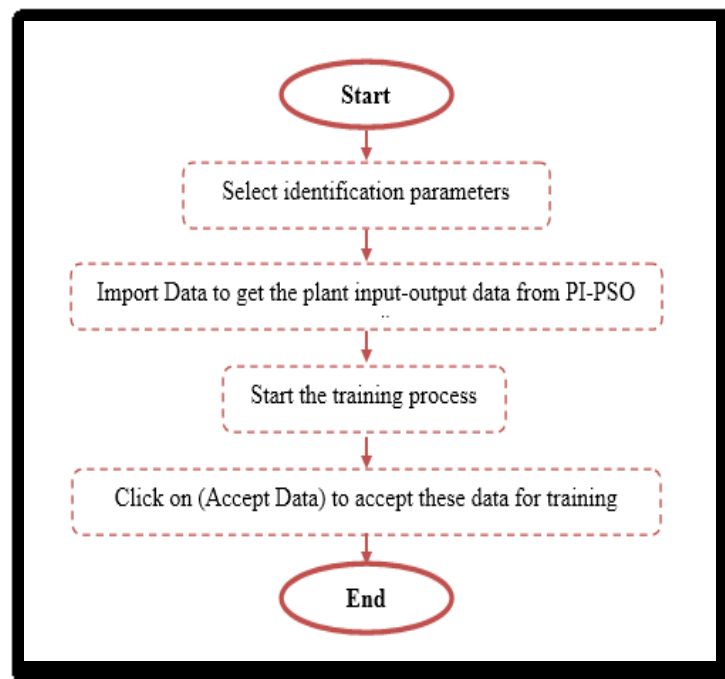 Start
Select identification parameters
Import Data to get the plant input-output data from PI-PSO
Start the training process
Click on (Accept Data) to accept these data for training
End